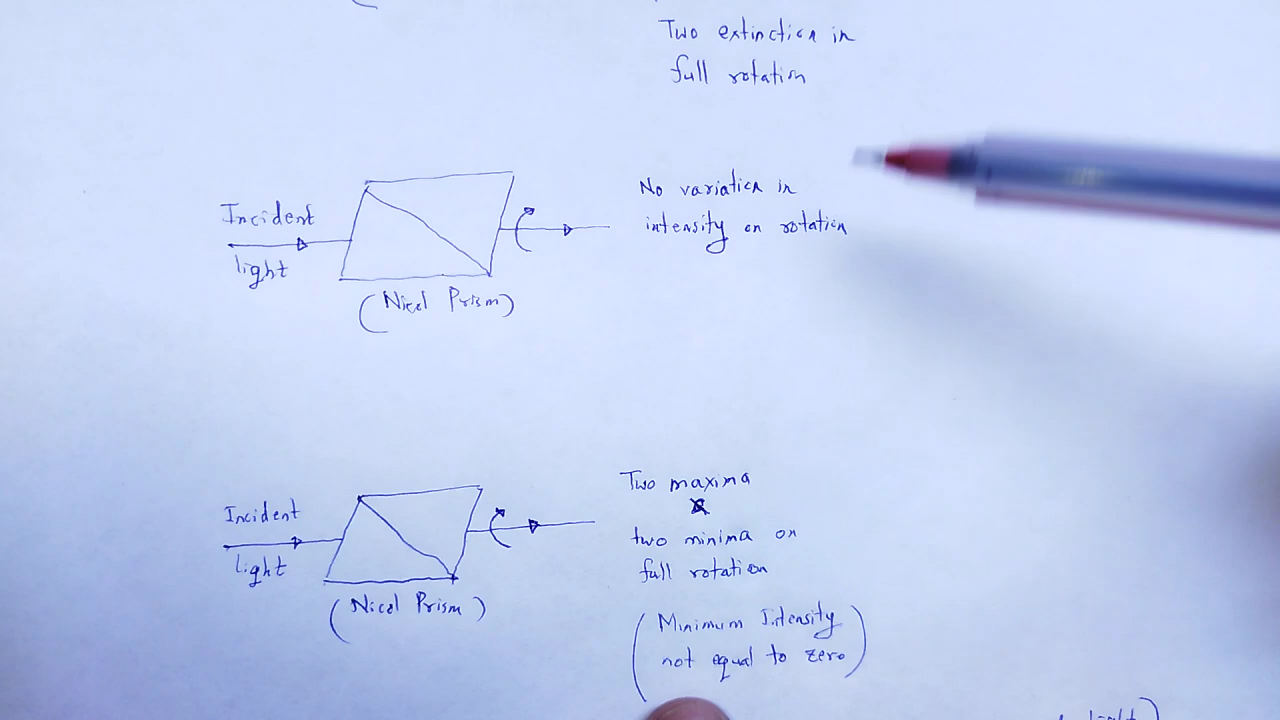 Two extinction in
full rotation
Incident
light
(Nicol Prism)
No variation in
intensity on rotation
Incident
light
(Nicol Prism)
Two maxima
&
two minima on
full rotation
(Minimum Intensity
not equal to zero)
light)